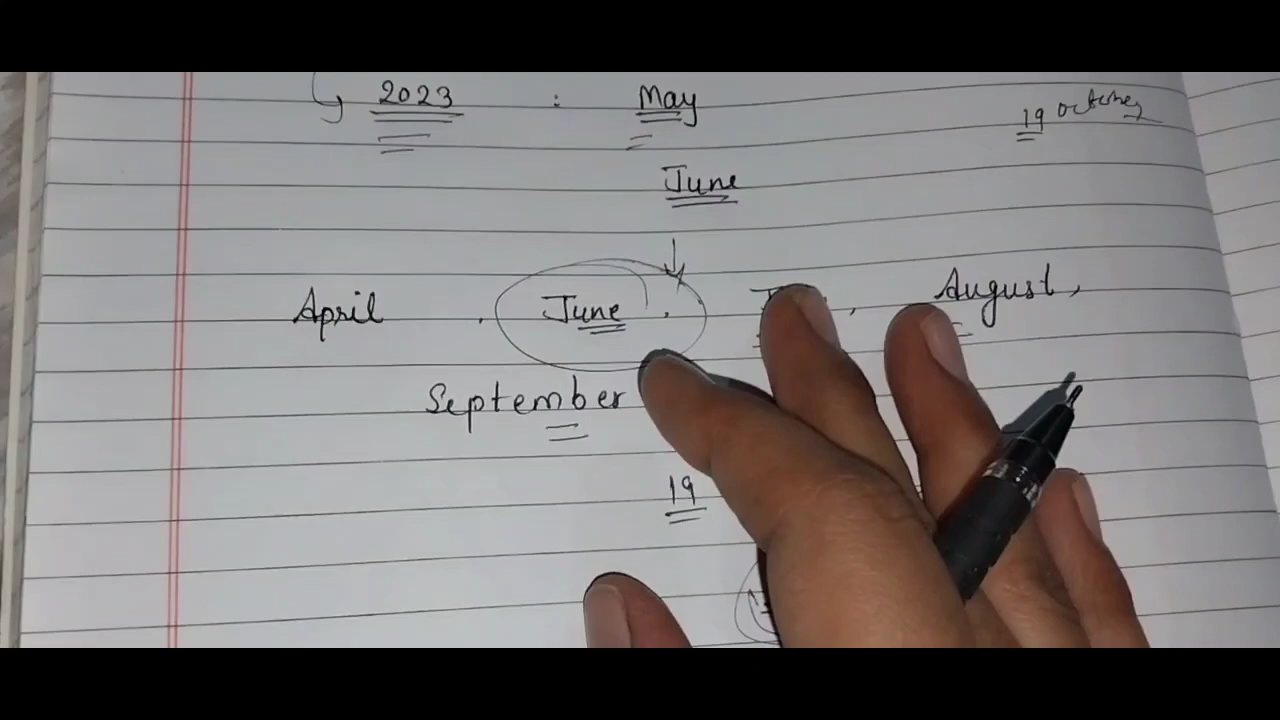 2023 : May
19 October
June
April , June , , August,
September
19